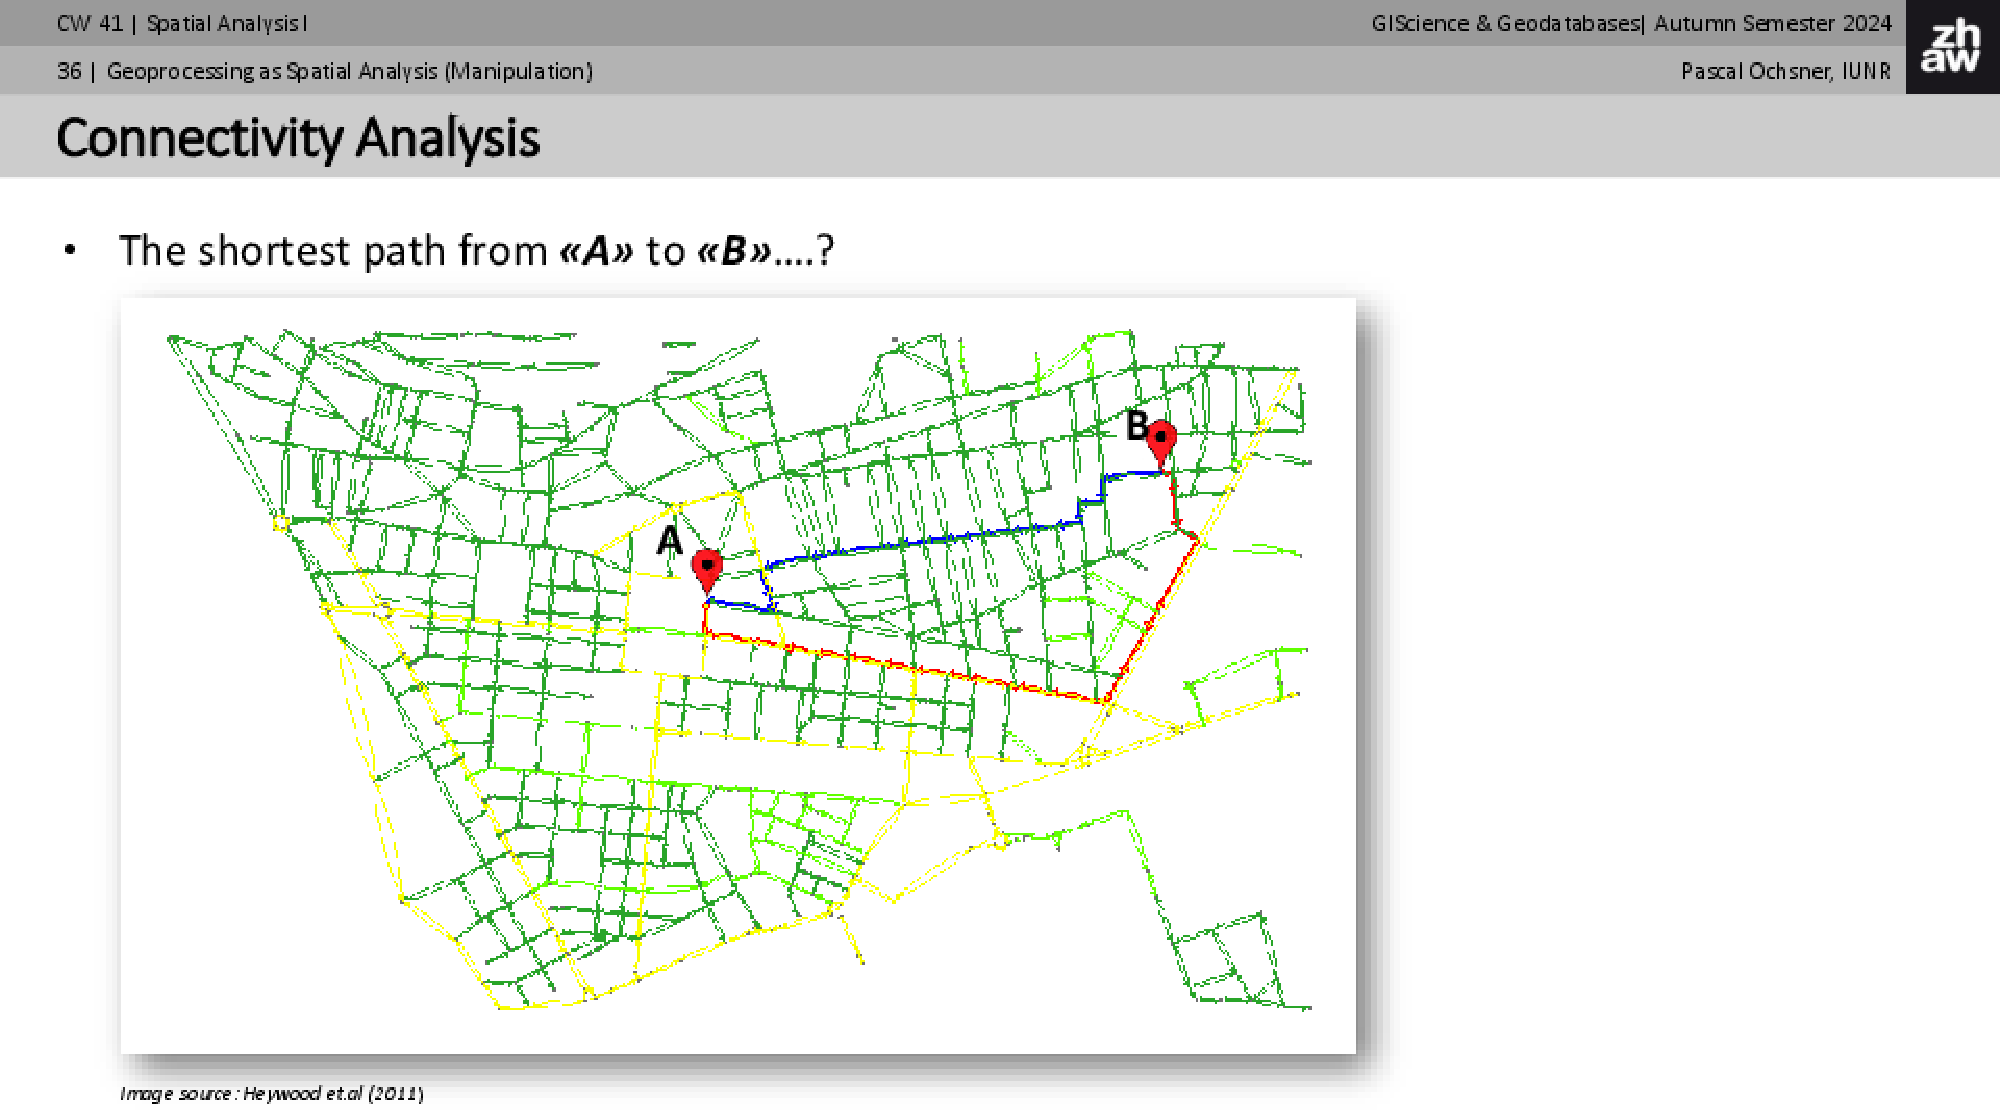 CW 41 | Spatial Analysis I
GIScience & Geodatabases| Autumn Semester 2024
36 | Geoprocessing as Spatial Analysis (Manipulation)
Pascal Ochsner, IUNR
zh
aw
Connectivity Analysis
• The shortest path from «A» to «B»....?
B
A
Image source: Heywood et.al (2011)